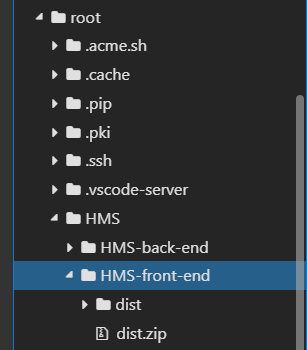 root
.acme.sh
.cache
.pip
.pki
.ssh
.vscode-server
HMS
HMS-back-end
HMS-front-end
dist
dist.zip